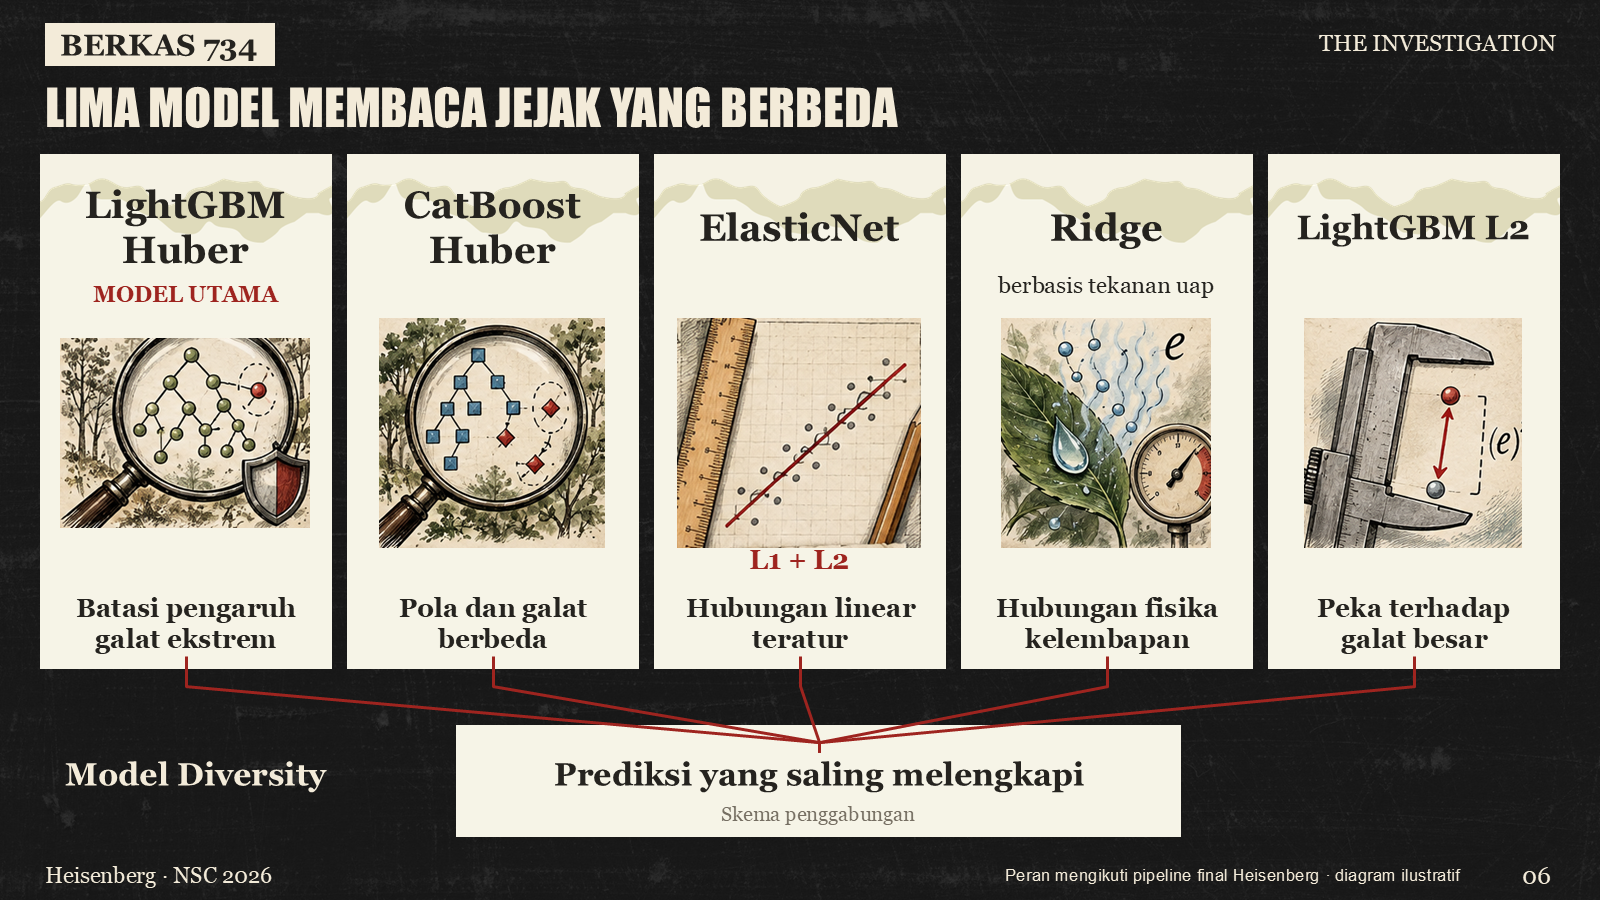 BERKAS 734
THE INVESTIGATION
LIMA MODEL MEMBACA JEJAK YANG BERBEDA
LightGBM
Huber
MODEL UTAMA
Batasi pengaruh
galat ekstrem
CatBoost
Huber
Pola dan galat
berbeda
ElasticNet
L1 + L2
Hubungan linear
teratur
Ridge
berbasis tekanan uap
e
Hubungan fisika
kelembapan
LightGBM L2
(e)
Peka terhadap
galat besar
Model Diversity
Prediksi yang saling melengkapi
Skema penggabungan
Heisenberg · NSC 2026
Peran mengikuti pipeline final Heisenberg · diagram ilustratif
06